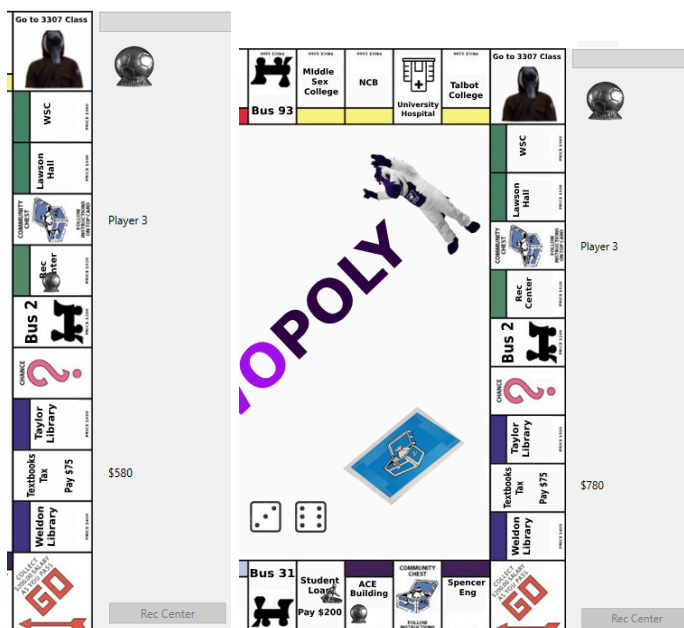 Go to 3307 Class
WSC
Lawson
Hall
COMMUNITY
CHEST
FOLLOW
INSTRUCTIONS
ON TOP CARD
Rec
Bus 2
CHANCE
Taylor
Library
Textbooks
Tax
Pay $75
Weldon
Library
COLLECT
$200.00 SALARY
AS YOU PASS
GO
Player 3
$580
Rec Center
Bus 93
MIddle
Sex
College
NCB
University
Hospital
Talbot
College
Go to 3307 Class
WSC
Lawson
Hall
COMMUNITY
CHEST
FOLLOW
INSTRUCTIONS
ON TOP CARD
Rec
Center
Bus 2
CHANCE
Taylor
Library
Textbooks
Tax
Pay $75
Weldon
Library
OPOLY
Bus 31
Student
Pay $200
ACE
Building
COMMUNITY
CHEST
FOLLOW
INSTRUCTIONS
Spencer
Eng
COLLECT
$200.00 SALARY
AS YOU PASS
GO
Player 3
$780
Rec Center